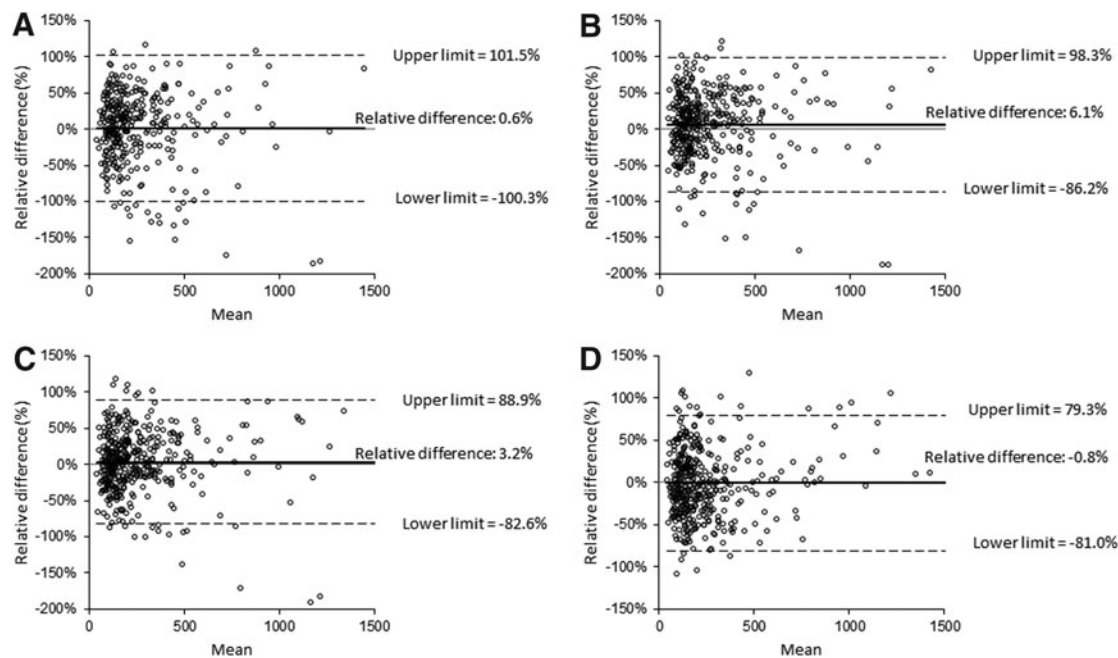 A
Relative difference (%)
150%
100%
50%
0%
-50%
-100%
-150%
-200%
0
500
1000
1500
Mean
Upper limit = 101.5%
Relative difference: 0.6%
Lower limit = -100.3%
B
Relative difference (%)
150%
100%
50%
0%
-50%
-100%
-150%
-200%
0
500
1000
1500
Mean
Upper limit = 98.3%
Relative difference: 6.1%
Lower limit = -86.2%
C
Relative difference (%)
150%
100%
50%
0%
-50%
-100%
-150%
-200%
0
500
1000
1500
Mean
Upper limit = 88.9%
Relative difference: 3.2%
Lower limit = -82.6%
D
Relative difference (%)
150%
100%
50%
0%
-50%
-100%
-150%
0
500
1000
1500
Mean
Upper limit = 79.3%
Relative difference: -0.8%
Lower limit = -81.0%